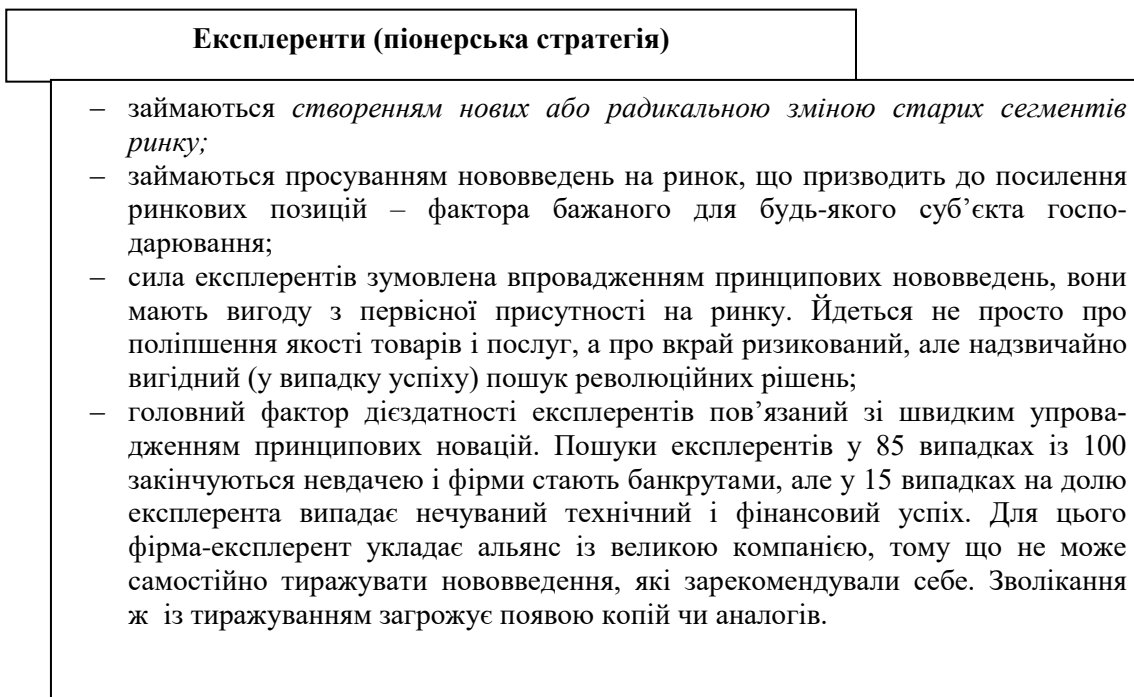 Експлеренти (піонерська стратегія)
– займаються створенням нових або радикальною зміною старих сегментів
ринку;
– займаються просуванням нововведень на ринок, що призводить до посилення
ринкових позицій – фактора бажаного для будь-якого суб’єкта госпо-
дарювання;
– сила експлерентів зумовлена впровадженням принципових нововведень, вони
мають вигоду з первісної присутності на ринку. Йдеться не просто про
поліпшення якості товарів і послуг, а про вкрай ризикований, але надзвичайно
вигідний (у випадку успіху) пошук революційних рішень;
– головний фактор дієздатності експлерентів пов’язаний зі швидким упрова-
дженням принципових новацій. Пошуки експлерентів у 85 випадках із 100
закінчуються невдачею і фірми стають банкрутами, але у 15 випадках на долю
експлерента випадає нечуваний технічний і фінансовий успіх. Для цього
фірма-експлерент укладає альянс із великою компанією, тому що не може
самостійно тиражувати нововведення, які зарекомендували себе. Зволікання
ж із тиражуванням загрожує появою копій чи аналогів.